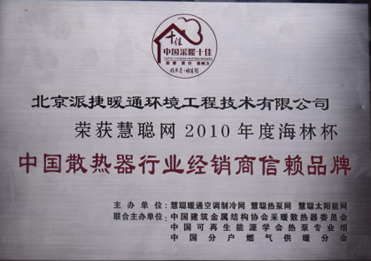 十佳
中国采暖十佳
北京派捷暖通环境工程技术有限公司
荣获慧聪网2010年度海林杯
中国散热器行业经销商信赖品牌
主办单位：慧聪暖通空调制冷网 慧聪热泵网 慧聪太阳能网
联合主办单位：中国建筑金属结构协会采暖散热器委员会
中国可再生能源学会热泵专业组
中国分户燃气供暖分会